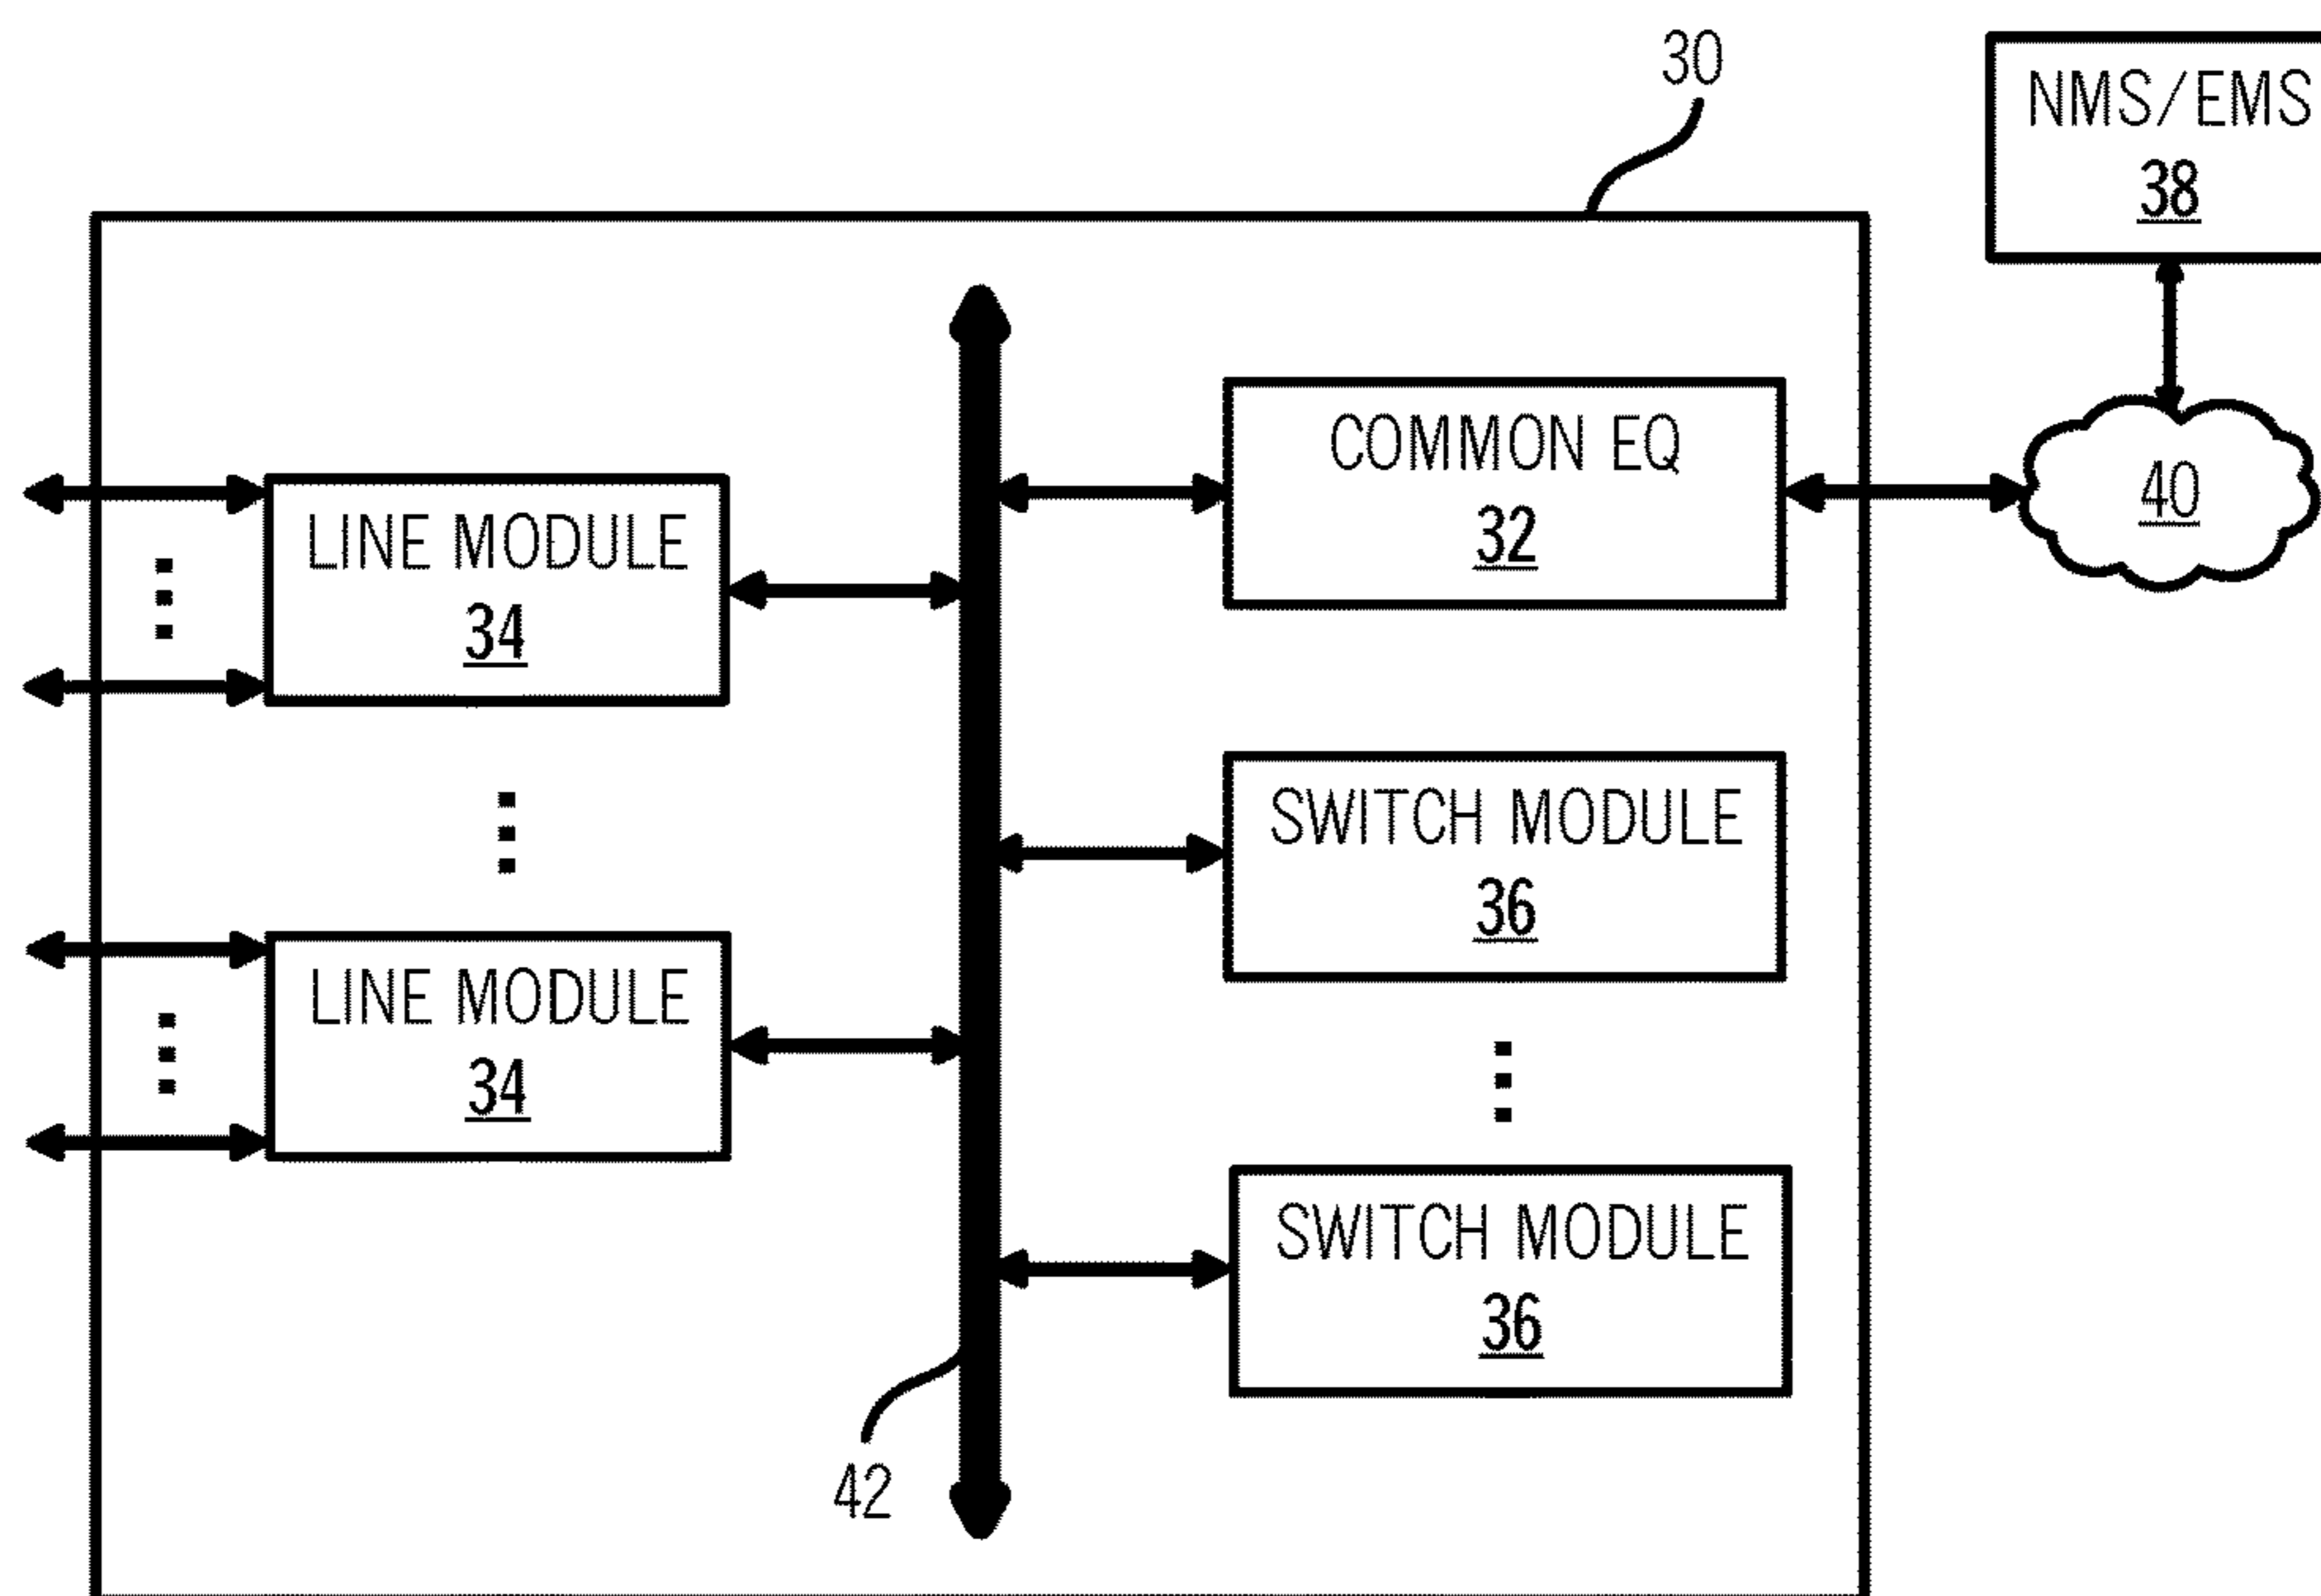 30
NMS/EMS
38
COMMON EQ
32
40
LINE MODULE
34
SWITCH MODULE
36
LINE MODULE
34
SWITCH MODULE
36
42